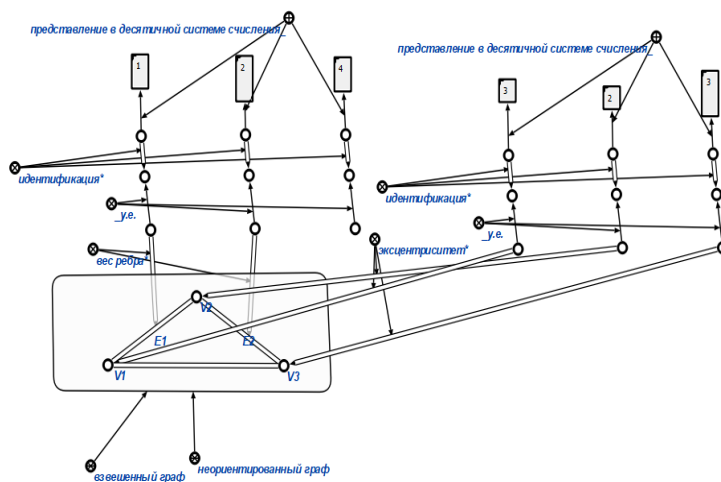 представление в десятичной системе счисления_
представление в десятичной системе счисления_
1
2
4
3
2
3
идентификация*
идентификация*
_у.е.
_у.е.
вес ребра*
эксцентриситет*
V2
E1
E2
V1
V3
взвешенный граф
неориентированный граф